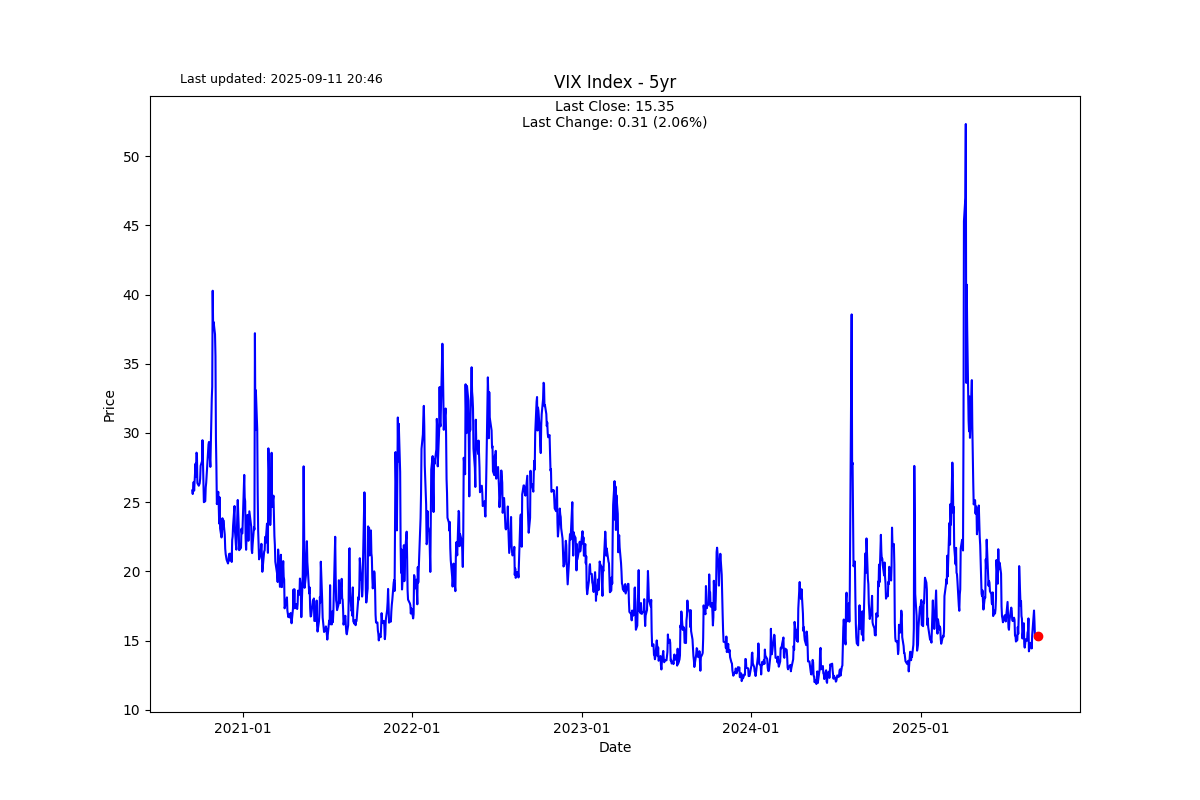 Last updated: 2025-09-11 20:46
VIX Index - 5yr
Last Close: 15.35
Last Change: 0.31 (2.06%)
50
45
40
35
30
25
20
15
10
Price
2021-01
2022-01
2023-01
2024-01
2025-01
Date